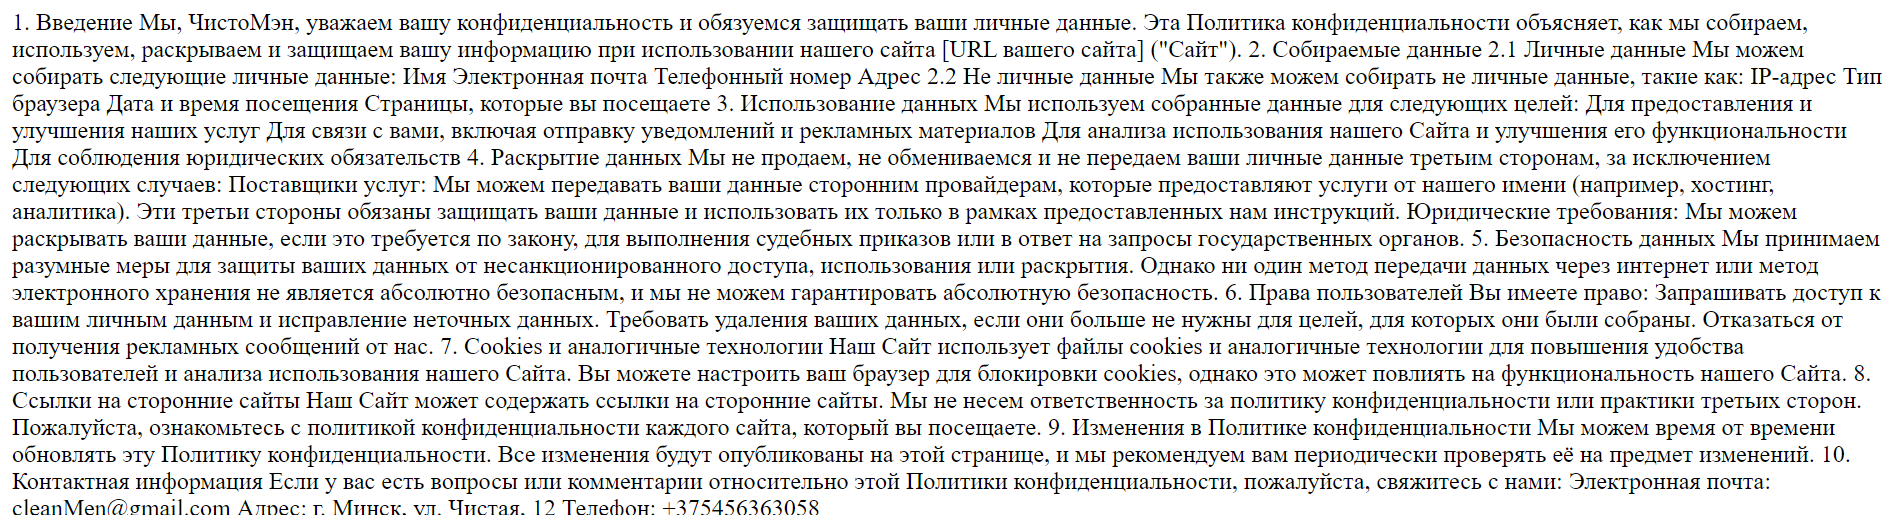 1. Введение Мы, ЧистоМэн, уважаем вашу конфиденциальность и обязуемся защищать ваши личные данные. Эта Политика конфиденциальности объясняет, как мы собираем,
используем, раскрываем и защищаем вашу информацию при использовании нашего сайта [URL вашего сайта] ("Сайт"). 2. Собираемые данные 2.1 Личные данные Мы можем
собирать следующие личные данные: Имя Электронная почта Телефонный номер Адрес 2.2 Не личные данные Мы также можем собирать не личные данные, такие как: IP-адрес Тип
браузера Дата и время посещения Страницы, которые вы посещаете 3. Использование данных Мы используем собранные данные для следующих целей: Для предоставления и
улучшения наших услуг Для связи с вами, включая отправку уведомлений и рекламных материалов Для анализа использования нашего Сайта и улучшения его функциональности
Для соблюдения юридических обязательств 4. Раскрытие данных Мы не продаем, не обмениваемся и не передаем ваши личные данные третьим сторонам, за исключением
следующих случаев: Поставщики услуг: Мы можем передавать ваши данные сторонним провайдерам, которые предоставляют услуги от нашего имени (например, хостинг,
аналитика). Эти третьи стороны обязаны защищать ваши данные и использовать их только в рамках предоставленных нам инструкций. Юридические требования: Мы можем
раскрывать ваши данные, если это требуется по закону, для выполнения судебных приказов или в ответ на запросы государственных органов. 5. Безопасность данных Мы принимаем
разумные меры для защиты ваших данных от несанкционированного доступа, использования или раскрытия. Однако ни один метод передачи данных через интернет или метод
электронного хранения не является абсолютно безопасным, и мы не можем гарантировать абсолютную безопасность. 6. Права пользователей Вы имеете право: Запрашивать доступ к
вашим личным данным и исправление неточных данных. Требовать удаления ваших данных, если они больше не нужны для целей, для которых они были собраны. Отказаться от
получения рекламных сообщений от нас. 7. Cookies и аналогичные технологии Наш Сайт использует файлы cookies и аналогичные технологии для повышения удобства
пользователей и анализа использования нашего Сайта. Вы можете настроить ваш браузер для блокировки cookies, однако это может повлиять на функциональность нашего Сайта. 8.
Ссылки на сторонние сайты Наш Сайт может содержать ссылки на сторонние сайты. Мы не несем ответственность за политику конфиденциальности или практики третьих сторон.
Пожалуйста, ознакомьтесь с политикой конфиденциальности каждого сайта, который вы посещаете. 9. Изменения в Политике конфиденциальности Мы можем время от времени
обновлять эту Политику конфиденциальности. Все изменения будут опубликованы на этой странице, и мы рекомендуем вам периодически проверять её на предмет изменений. 10.
Контактная информация Если у вас есть вопросы или комментарии относительно этой Политики конфиденциальности, пожалуйста, свяжитесь с нами: Электронная почта:
cleanMen@gmail.com Адрес: г. Минск, ул. Чистая, 12 Телефон: +375456363058